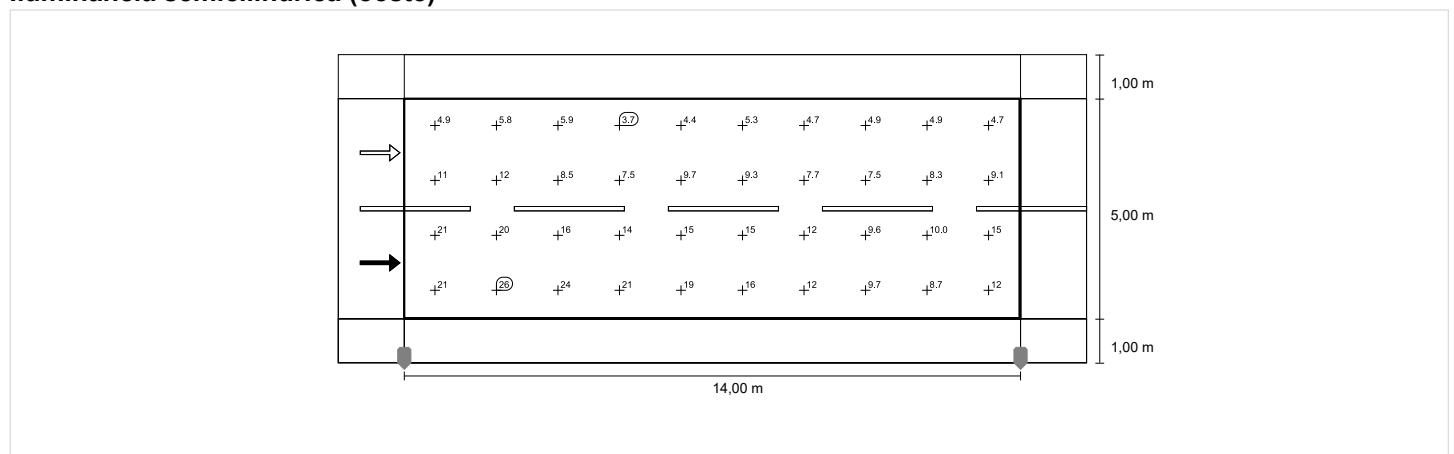 Iluminancia semicilíndrica (oeste)
1,00 m
4.9 5.8 5.9 3.7 4.4 5.3 4.7 4.9 4.9 4.7
11 12 8.5 7.5 9.7 9.3 7.7 7.5 8.3 9.1
5,00 m
21 20 16 14 15 15 12 9.6 10.0 15
21 26 24 21 19 16 12 9.7 8.7 12
1,00 m
14,00 m